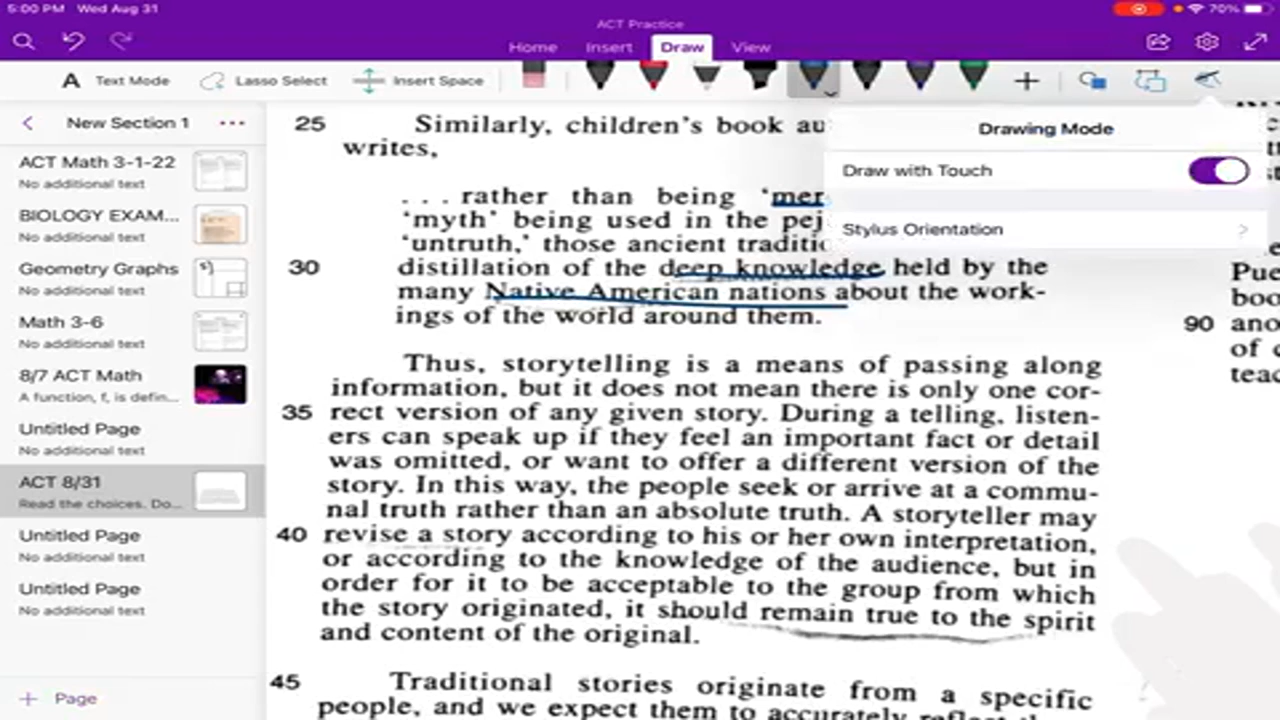 5:00 PM Wed Aug 31
70%
ACT Practice
Home Insert Draw View
A Text Mode Lasso Select Insert Space
New Section 1
ACT Math 3-1-22
No additional text
BIOLOGY EXAM...
No additional text
Geometry Graphs
No additional text
Math 3-6
No additional text
8/7 ACT Math
A function, f, is defin...
Untitled Page
No additional text
ACT 8/31
Read the choices. Do...
Untitled Page
No additional text
Untitled Page
No additional text
+ Page
Drawing Mode
Draw with Touch
Stylus Orientation
25 Similarly, children's book au
writes,
. . . rather than being 'mer
'myth' being used in the pej
'untruth,' those ancient traditio
30 distillation of the deep knowledge held by the
many Native American nations about the work-
ings of the world around them.
Thus, storytelling is a means of passing along
information, but it does not mean there is only one cor-
35 rect version of any given story. During a telling, listen-
ers can speak up if they feel an important fact or detail
was omitted, or want to offer a different version of the
story. In this way, the people seek or arrive at a commu-
nal truth rather than an absolute truth. A storyteller may
40 revise a story according to his or her own interpretation,
or according to the knowledge of the audience, but in
order for it to be acceptable to the group from which
the story originated, it should remain true to the spirit
and content of the original.
45 Traditional stories originate from a specific
people, and we expect them to accurately reflect
Pue
boo
90 ano
of c
teac